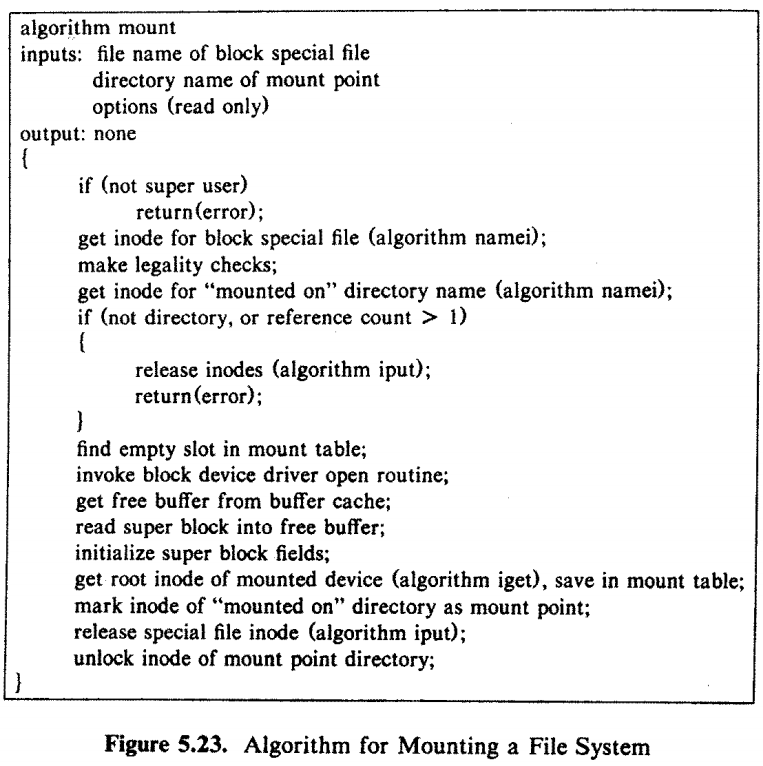 algorithm mount
inputs: file name of block special file
directory name of mount point
options (read only)
output: none
{
if (not super user)
return(error);
get inode for block special file (algorithm namei);
make legality checks;
get inode for “mounted on” directory name (algorithm namei);
if (not directory, or reference count > 1)
{
release inodes (algorithm iput);
return(error);
}
find empty slot in mount table;
invoke block device driver open routine;
get free buffer from buffer cache;
read super block into free buffer;
initialize super block fields;
get root inode of mounted device (algorithm iget), save in mount table;
mark inode of “mounted on” directory as mount point;
release special file inode (algorithm iput);
unlock inode of mount point directory;
}
Figure 5.23. Algorithm for Mounting a File System